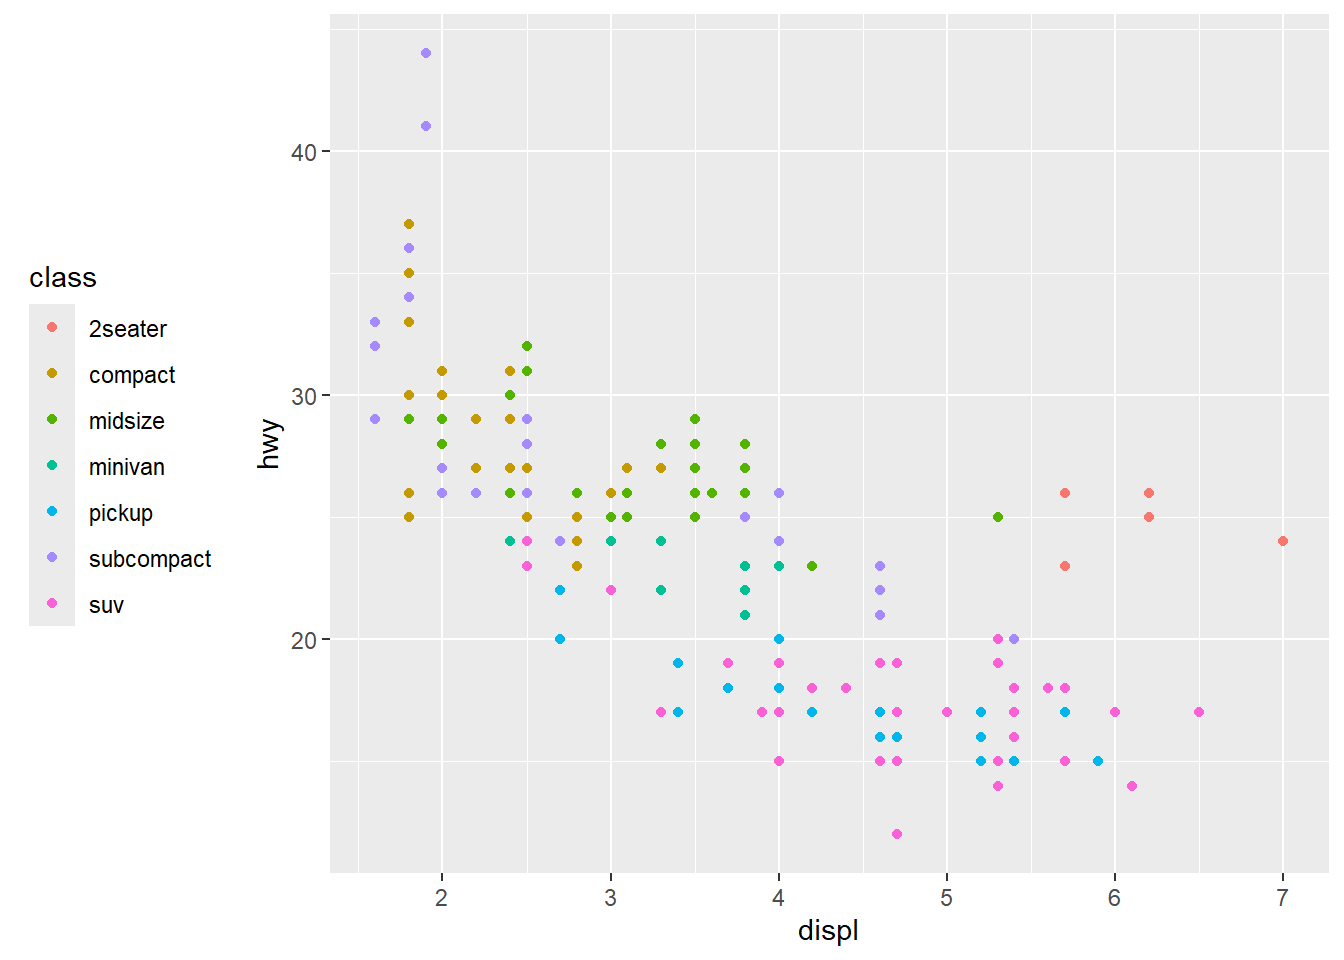 class
2seater
compact
midsize
minivan
pickup
subcompact
suv
hwy
40
30
20
2 3 4 5 6 7
displ